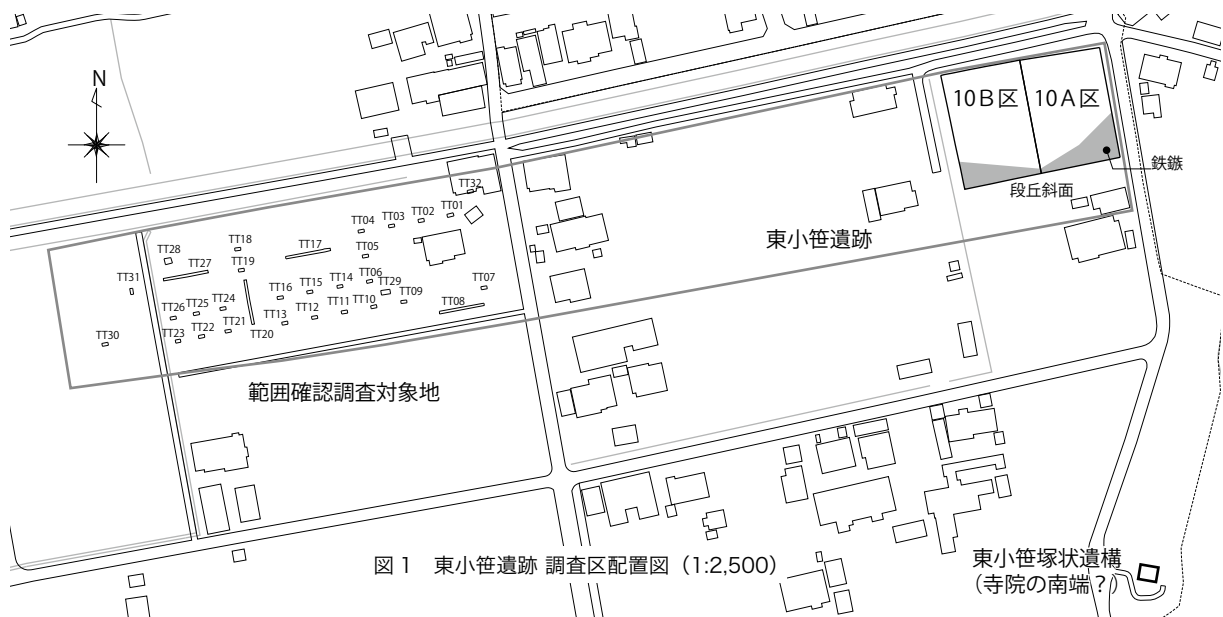 N
10B区
10A区
鉄鏃
段丘斜面
東小笹遺跡
TT32
TT01
TT02
TT03
TT04
TT05
TT17
TT18
TT28
TT27
TT19
TT31
TT07
TT06
TT29
TT14
TT15
TT16
TT09
TT08
TT10
TT11
TT12
TT13
TT24
TT25
TT26
TT20
TT21
TT22
TT23
TT30
範囲確認調査対象地
図1 東小笹遺跡 調査区配置図（1:2,500）
東小笹塚状遺構
（寺院の南端？）